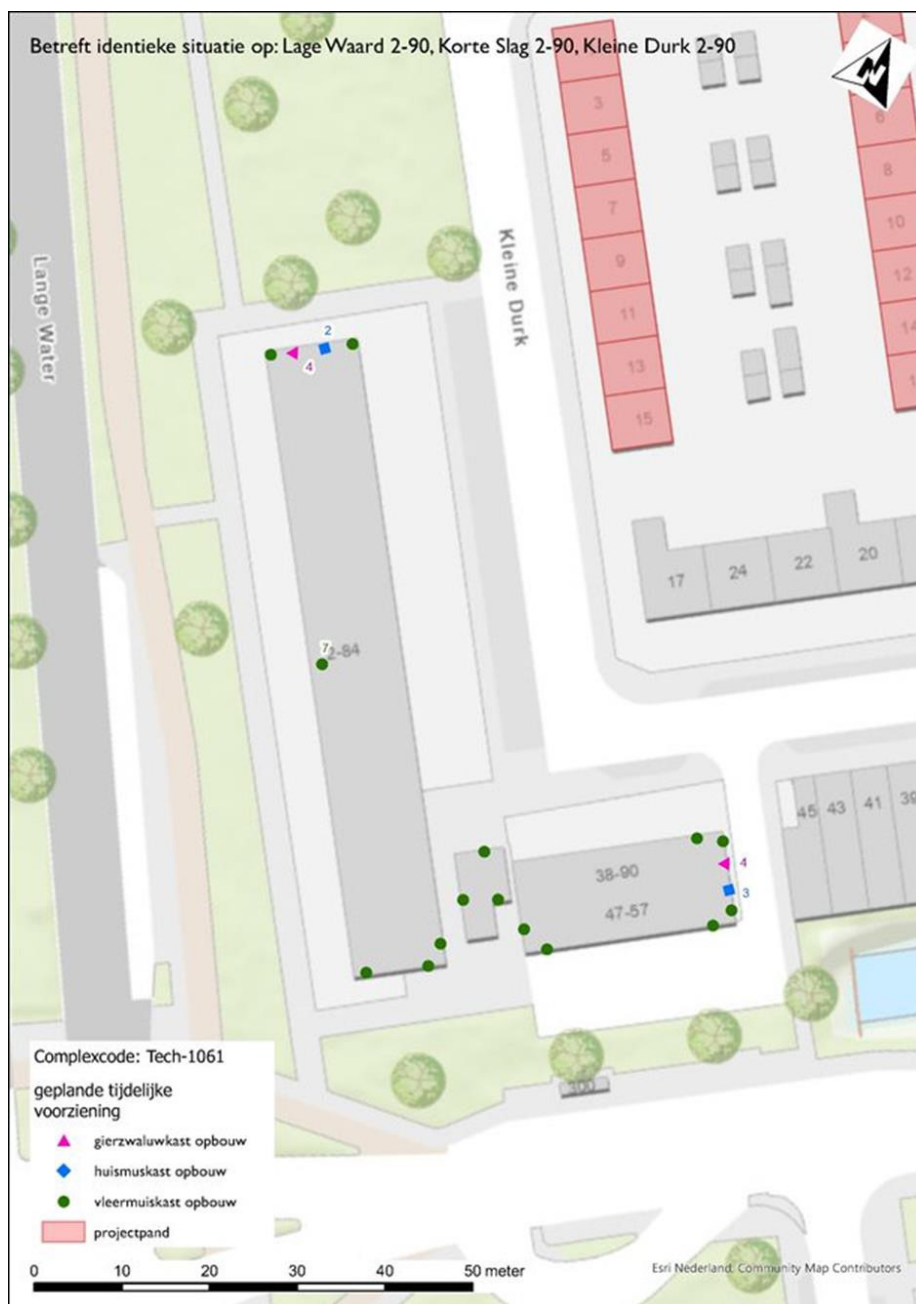 Betreft identieke situatie op: Lage Waard 2-90, Korte Slag 2-90, Kleine Durk 2-90
N
3
5
7
9
11
13
15
6
8
10
12
Kleine Durk
Lange Water
2
4
17
24
22
20
7
2-84
45
43
41
39
38-90
47-57
4
3
300
Complexcode: Tech-1061
geplande tijdelijke
voorziening
gierzwaluwkast opbouw
huismuskast opbouw
vleermuiskast opbouw
projectpand
0 10 20 30 40 50 meter
Esri Nederland, Community Map Contributors